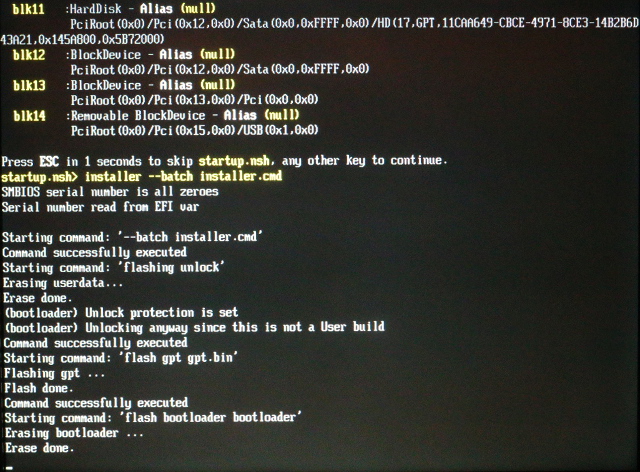 blk11 :HardDisk - Alias (null)
PciRoot(0x0)/Pci(0x12,0x0)/Sata(0x0,0xFFFF,0x0)/HD(17,GPT,11CAA649-CBCE-4971-8CE3-14B2B6D
43A21,0x145A800,0x5B72000)
blk12 :BlockDevice - Alias (null)
PciRoot(0x0)/Pci(0x12,0x0)/Sata(0x0,0xFFFF,0x0)
blk13 :BlockDevice - Alias (null)
PciRoot(0x0)/Pci(0x13,0x0)/Pci(0x0,0x0)
blk14 :Removable BlockDevice - Alias (null)
PciRoot(0x0)/Pci(0x15,0x0)/USB(0x1,0x0)
Press ESC in 1 seconds to skip startup.nsh, any other key to continue.
startup.nsh> installer --batch installer.cmd
SMBIOS serial number is all zeroes
Serial number read from EFI var
Starting command: '--batch installer.cmd'
Command successfully executed
Starting command: 'flashing unlock'
Erasing userdata...
Erase done.
(bootloader) Unlock protection is set
(bootloader) Unlocking anyway since this is not a User build
Command successfully executed
Starting command: 'flash gpt gpt.bin'
Flashing gpt ...
Flash done.
Command successfully executed
Starting command: 'flash bootloader bootloader'
Erasing bootloader ...
Erase done.